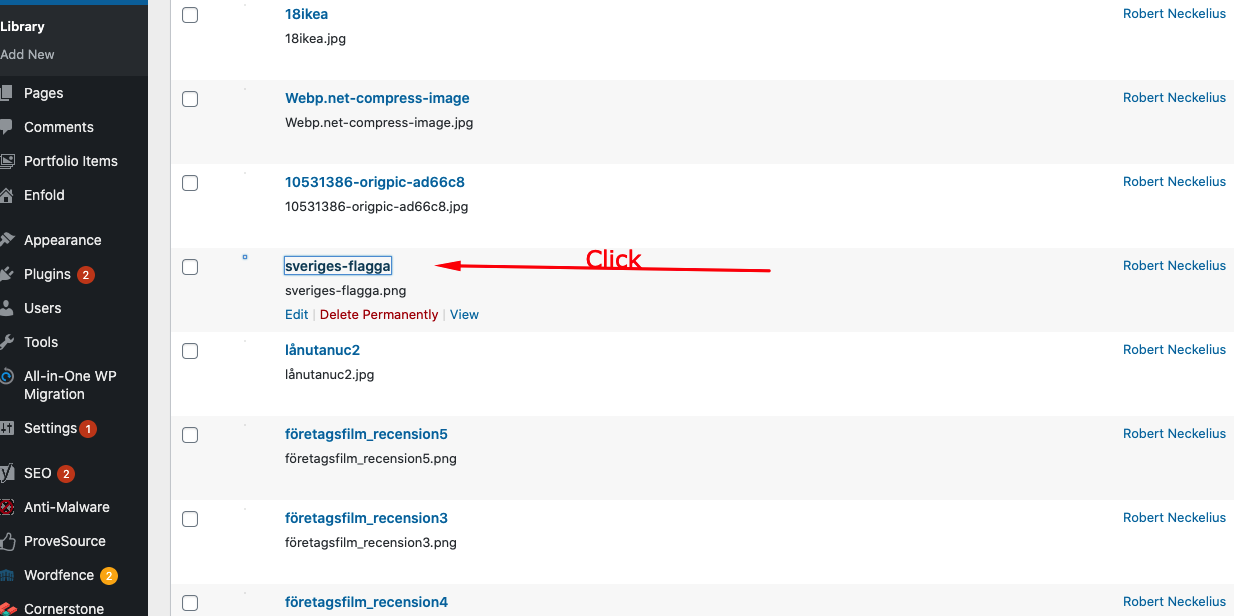 Library
Add New
Pages
Comments
Portfolio Items
Enfold
Appearance
Plugins 2
Users
Tools
All-in-One WP
Migration
Settings 1
SEO 2
Anti-Malware
ProveSource
Wordfence 2
Cornerstone
18ikea
Robert Neckelius
18ikea.jpg
Webp.net-compress-image
Robert Neckelius
Webp.net-compress-image.jpg
10531386-origpic-ad66c8
Robert Neckelius
10531386-origpic-ad66c8.jpg
sveriges-flagga
Click
Robert Neckelius
sveriges-flagga.png
Edit | Delete Permanently | View
lånutanuc2
Robert Neckelius
lånutanuc2.jpg
företagsfilm_recension5
Robert Neckelius
företagsfilm_recension5.png
företagsfilm_recension3
Robert Neckelius
företagsfilm_recension3.png
företagsfilm_recension4
Robert Neckelius